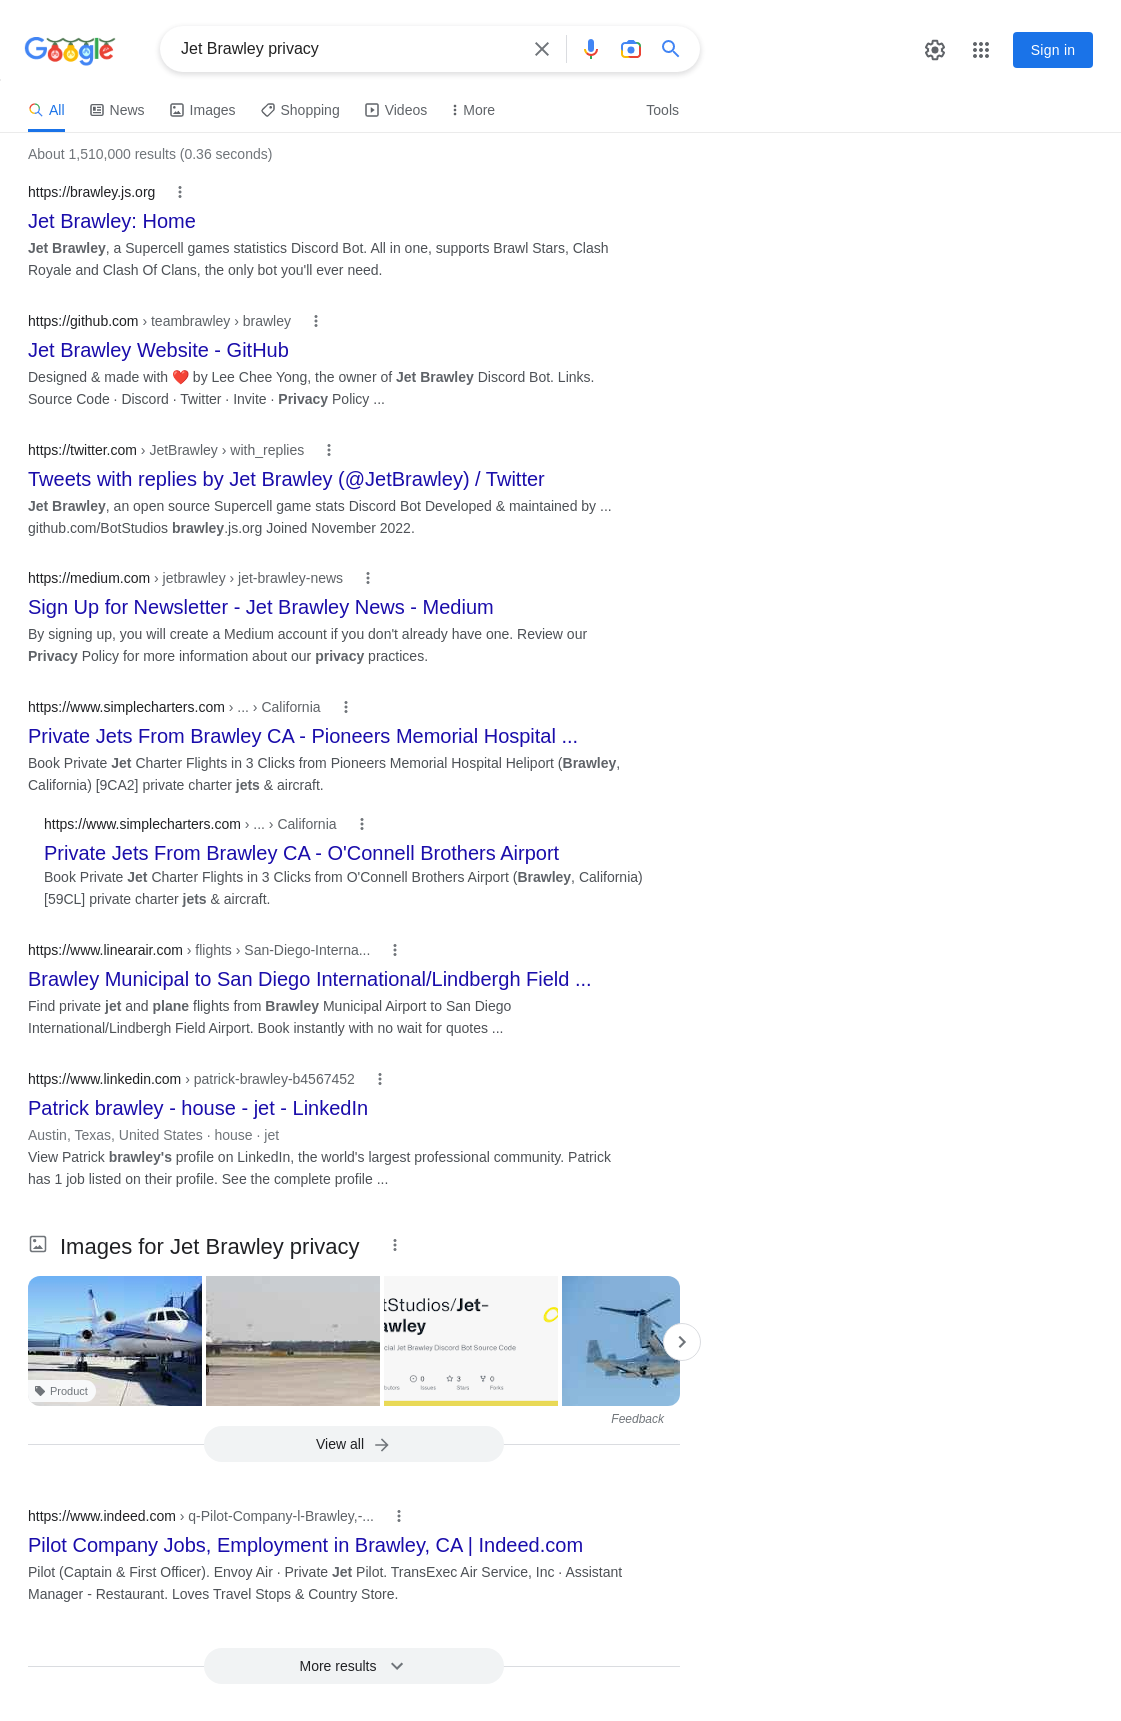 Google
Jet Brawley privacy
Sign in
All
News
Images
Shopping
Videos
More
Tools
About 1,510,000 results (0.36 seconds)
https://brawley.js.org
Jet Brawley: Home
Jet Brawley, a Supercell games statistics Discord Bot. All in one, supports Brawl Stars, Clash
Royale and Clash Of Clans, the only bot you'll ever need.
https://github.com › teambrawley › brawley
Jet Brawley Website - GitHub
Designed & made with ❤️ by Lee Chee Yong, the owner of Jet Brawley Discord Bot. Links.
Source Code · Discord · Twitter · Invite · Privacy Policy ...
https://twitter.com › JetBrawley › with_replies
Tweets with replies by Jet Brawley (@JetBrawley) / Twitter
Jet Brawley, an open source Supercell game stats Discord Bot Developed & maintained by ...
github.com/BotStudios brawley.js.org Joined November 2022.
https://medium.com › jetbrawley › jet-brawley-news
Sign Up for Newsletter - Jet Brawley News - Medium
By signing up, you will create a Medium account if you don't already have one. Review our
Privacy Policy for more information about our privacy practices.
https://www.simplecharters.com › ... › California
Private Jets From Brawley CA - Pioneers Memorial Hospital ...
Book Private Jet Charter Flights in 3 Clicks from Pioneers Memorial Hospital Heliport (Brawley,
California) [9CA2] private charter jets & aircraft.
https://www.simplecharters.com › ... › California
Private Jets From Brawley CA - O'Connell Brothers Airport
Book Private Jet Charter Flights in 3 Clicks from O'Connell Brothers Airport (Brawley, California)
[59CL] private charter jets & aircraft.
https://www.linearair.com › flights › San-Diego-Interna...
Brawley Municipal to San Diego International/Lindbergh Field ...
Find private jet and plane flights from Brawley Municipal Airport to San Diego
International/Lindbergh Field Airport. Book instantly with no wait for quotes ...
https://www.linkedin.com › patrick-brawley-b4567452
Patrick brawley - house - jet - LinkedIn
Austin, Texas, United States · house · jet
View Patrick brawley's profile on LinkedIn, the world's largest professional community. Patrick
has 1 job listed on their profile. See the complete profile ...
Images for Jet Brawley privacy
Product
tStudios/Jet-
awley
cial Jet Brawley Discord Bot Source Code
0 3 0
butors Issues Stars Forks
Feedback
View all
https://www.indeed.com › q-Pilot-Company-l-Brawley,-...
Pilot Company Jobs, Employment in Brawley, CA | Indeed.com
Pilot (Captain & First Officer). Envoy Air · Private Jet Pilot. TransExec Air Service, Inc · Assistant
Manager - Restaurant. Loves Travel Stops & Country Store.
More results